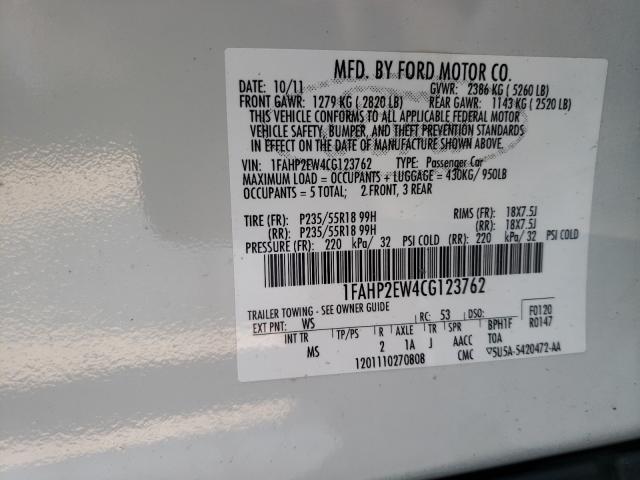 MFD. BY FORD MOTOR CO.
DATE: 10/11 GVWR: 2386 KG ( 5260 LB)
FRONT GAWR: 1279 KG ( 2820 LB) REAR GAWR: 1143 KG ( 2520 LB)
THIS VEHICLE CONFORMS TO ALL APPLICABLE FEDERAL MOTOR
VEHICLE SAFETY, BUMPER, AND THEFT PREVENTION STANDARDS
IN EFFECT ON THE DATE OF MANUFACTURE SHOWN ABOVE.
VIN: 1FAHP2EW4CG123762 TYPE: Passenger Car
MAXIMUM LOAD = OCCUPANTS + LUGGAGE = 430KG/ 950LB
OCCUPANTS = 5 TOTAL; 2 FRONT, 3 REAR
TIRE (FR): P235/55R18 99H RIMS (FR): 18X7.5J
(RR): P235/55R18 99H (RR): 18X7.5J
PRESSURE (FR): 220 kPa/ 32 PSI COLD (RR): 220 kPa/ 32 PSI COLD
1FAHP2EW4CG123762
TRAILER TOWING - SEE OWNER GUIDE
EXT PNT: WS RC: 53 DSO: F0120
R0147
INT TR TP/PS R AXLE TR SPR BPH1F
MS 2 1A J AACC TOA
1201110270808 CMC ▽5U5A-5420472-AA